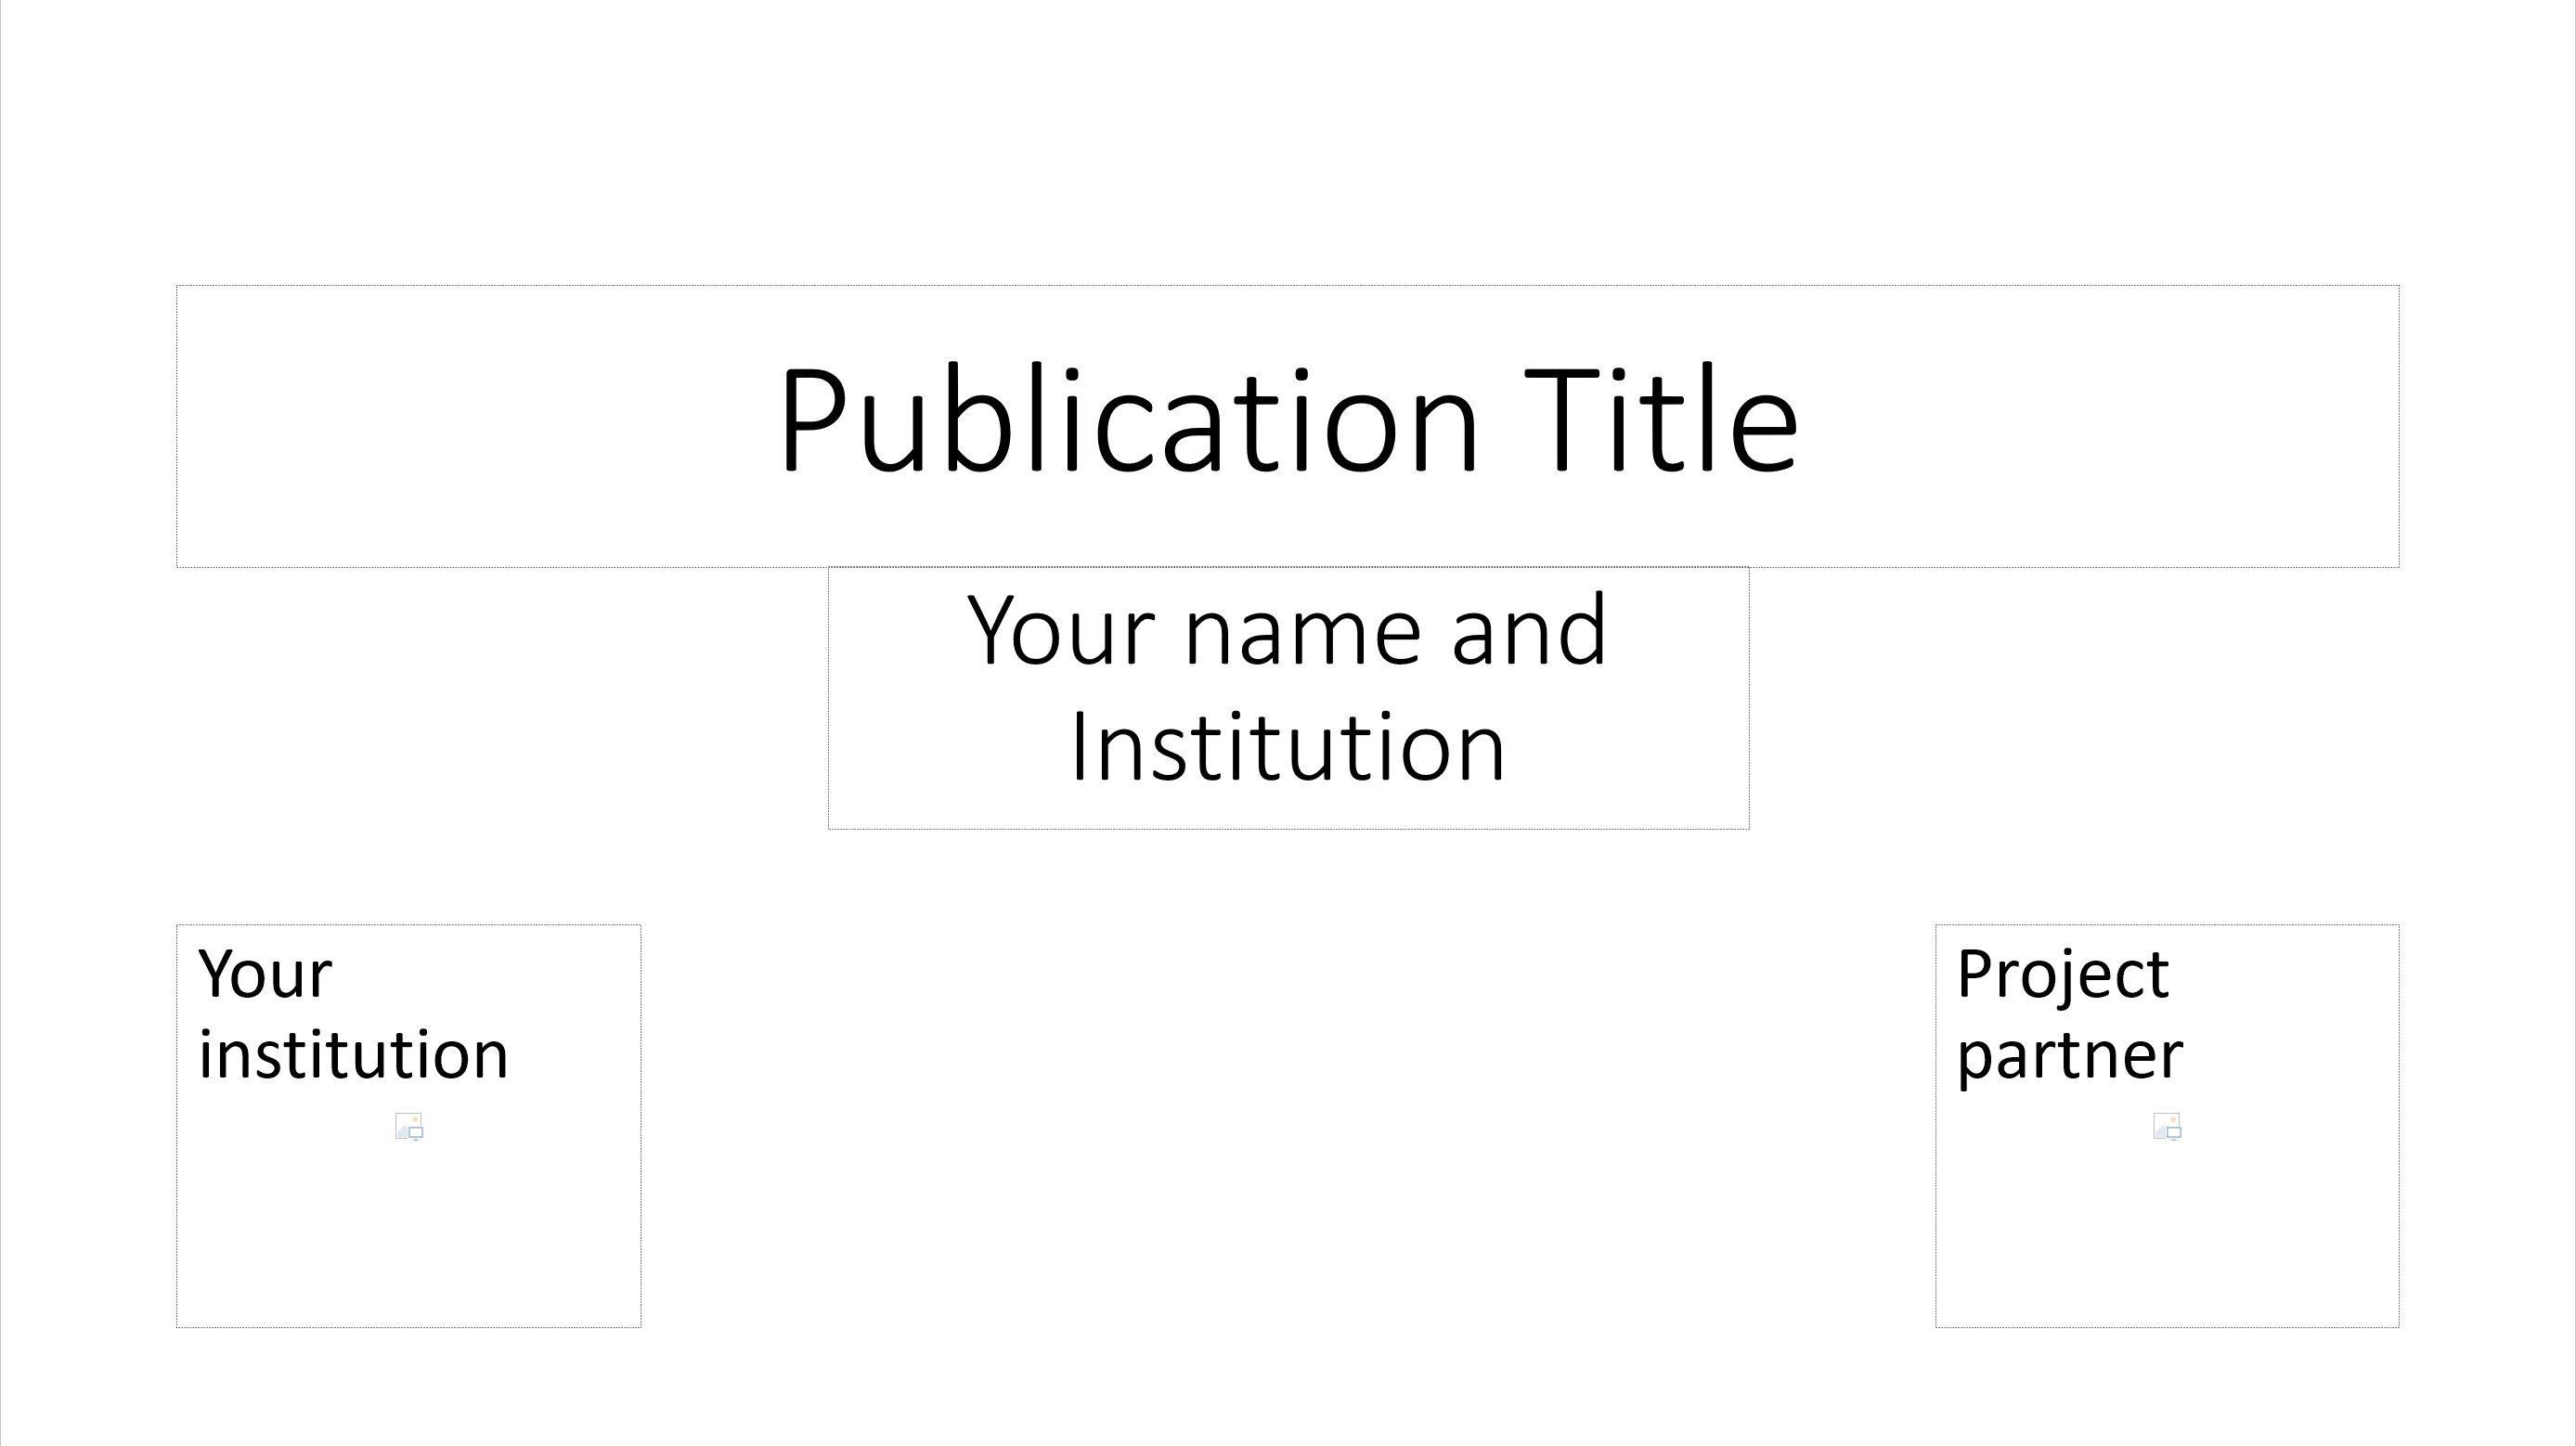 Publication Title
Your name and
Institution
Your
institution
Project
partner